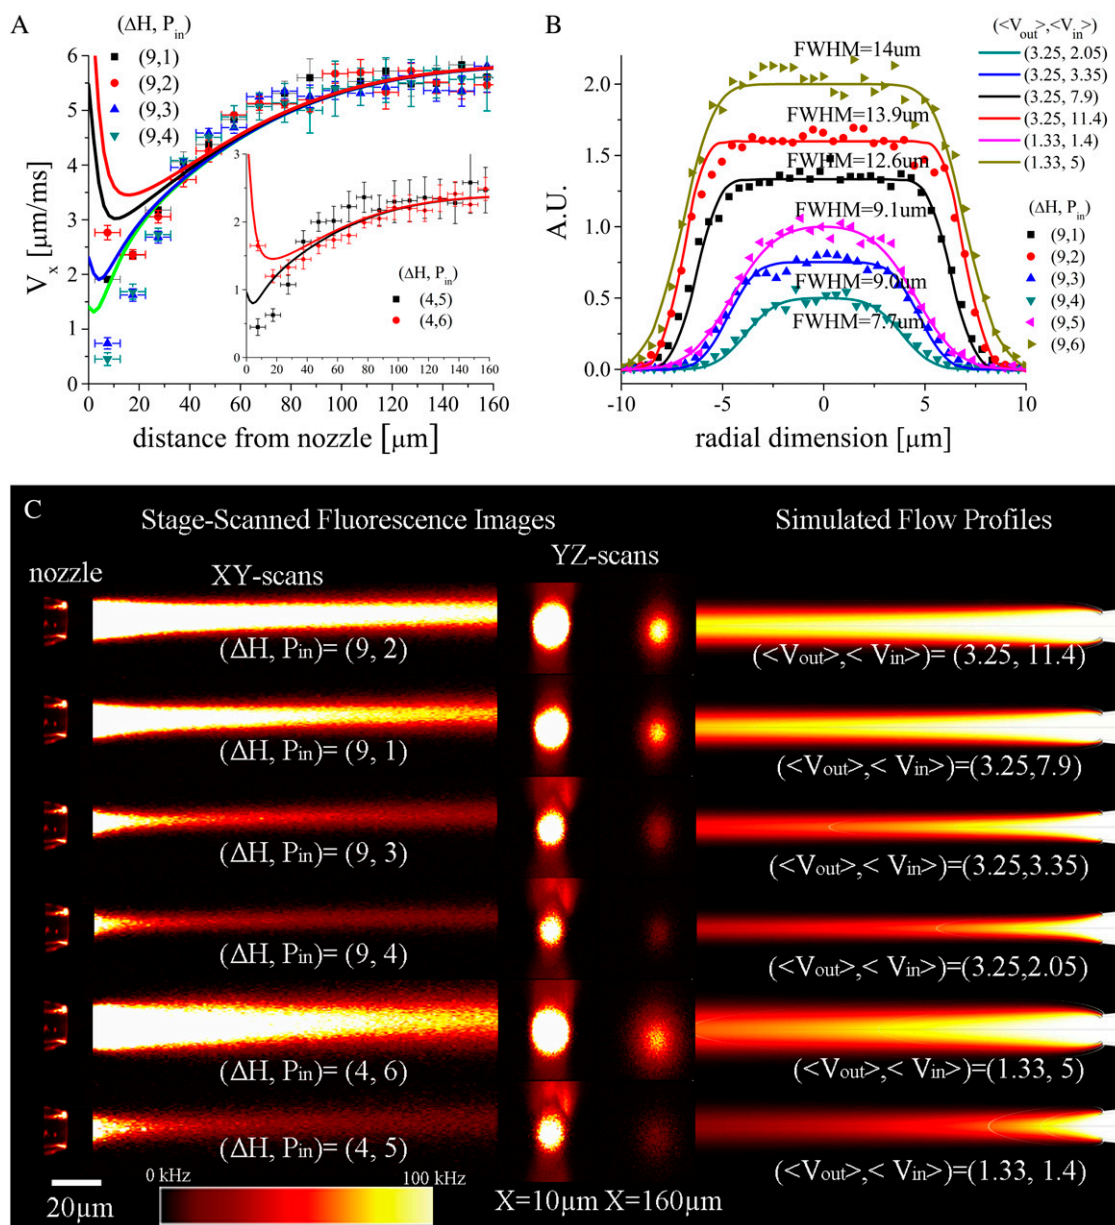 A
(ΔH, Pin)
(9,1)
(9,2)
(9,3)
(9,4)
Vx [μm/ms]
6
5
4
3
2
1
0
0 20 40 60 80 100 120 140 160
distance from nozzle [μm]
3
2
1
0
0 20 40 60 80 100 120 140 160
(ΔH, Pin)
(4,5)
(4,6)
B
A.U.
2.0
1.5
1.0
0.5
0.0
-10 -5 0 5 10
radial dimension [μm]
FWHM=14um
FWHM=13.9um
FWHM=12.6um
FWHM=9.1um
FWHM=9.0um
FWHM=7.7um
(<Vout>,<Vin>)
(3.25, 2.05)
(3.25, 3.35)
(3.25, 7.9)
(3.25, 11.4)
(1.33, 1.4)
(1.33, 5)
(ΔH, Pin)
(9,1)
(9,2)
(9,3)
(9,4)
(9,5)
(9,6)
C
Stage-Scanned Fluorescence Images
Simulated Flow Profiles
nozzle
XY-scans
YZ-scans
(ΔH, Pin)= (9, 2)
(<Vout>,< Vin>)= (3.25, 11.4)
(ΔH, Pin)= (9, 1)
(<Vout>,< Vin>)=(3.25,7.9)
(ΔH, Pin)= (9, 3)
(<Vout>,< Vin>)=(3.25,3.35)
(ΔH, Pin)= (9, 4)
(<Vout>,< Vin>)=(3.25,2.05)
(ΔH, Pin)= (4, 6)
(<Vout>,< Vin>)=(1.33, 5)
(ΔH, Pin)= (4, 5)
(<Vout>,< Vin>)=(1.33, 1.4)
0 kHz 100 kHz
20μm
X=10μm X=160μm